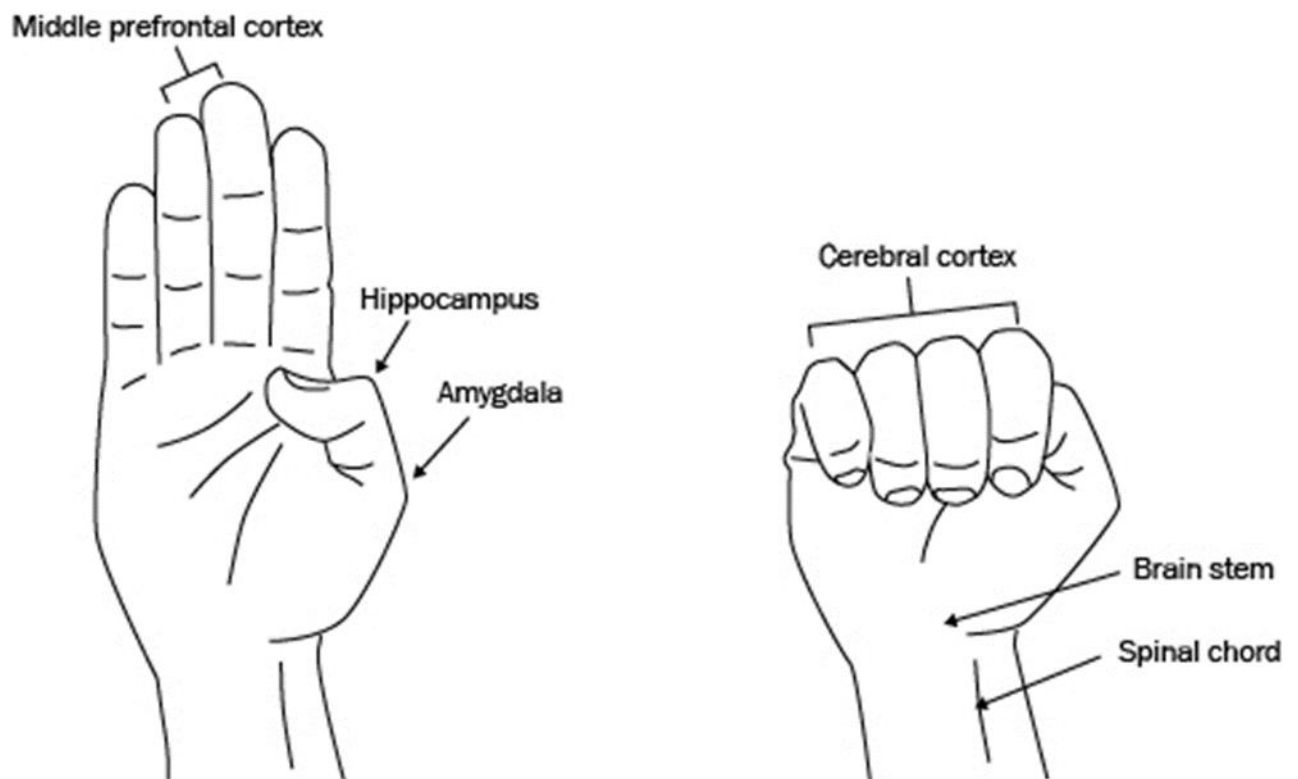 Middle prefrontal cortex
Hippocampus
Amygdala
Cerebral cortex
Brain stem
Spinal chord